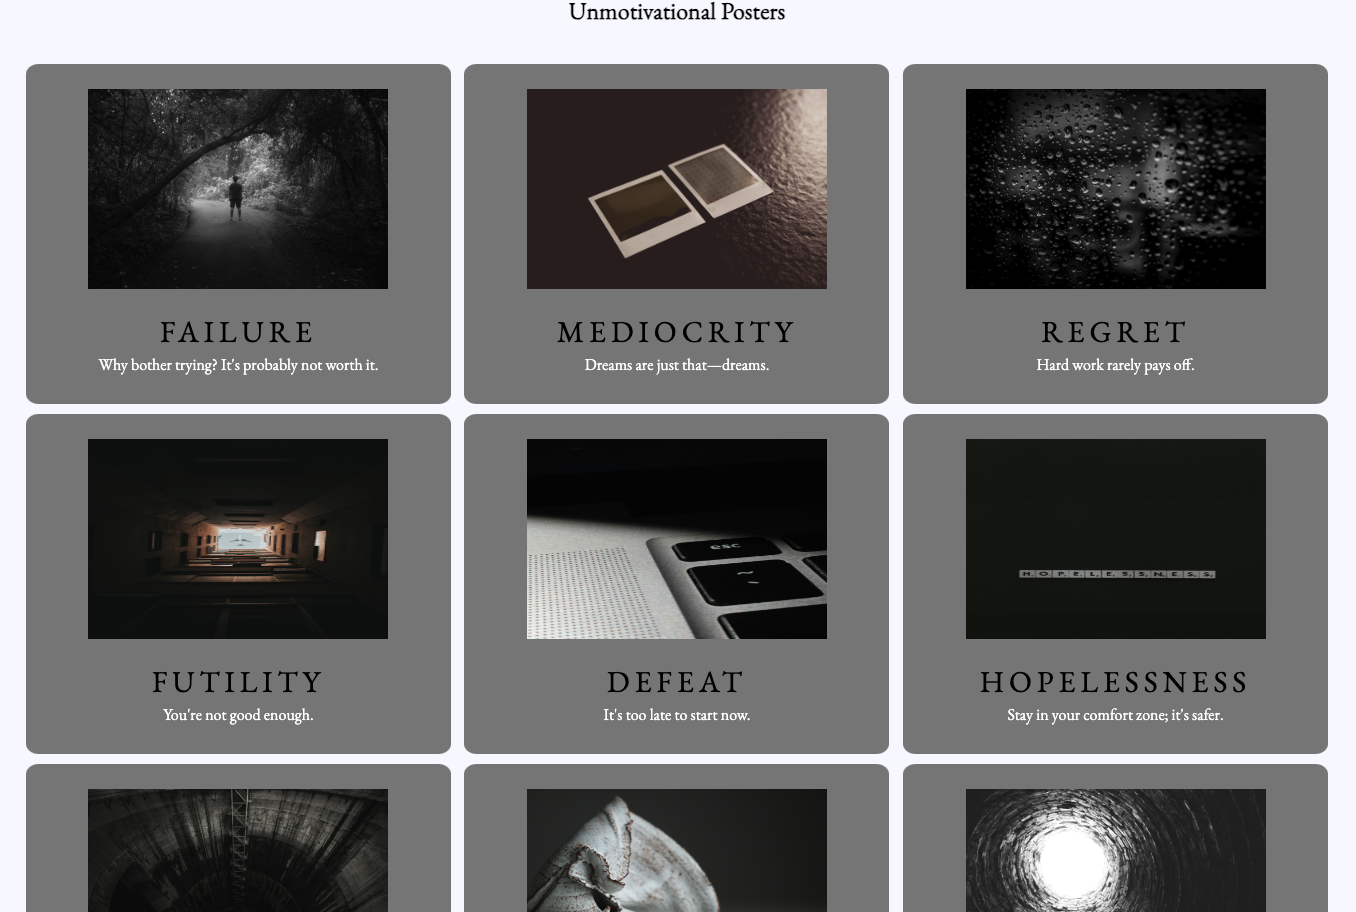 Unmotivational Posters
FAILURE
Why bother trying? It's probably not worth it.
MEDIOCRITY
Dreams are just that—dreams.
REGRET
Hard work rarely pays off.
esc
~
FUTILITY
You're not good enough.
DEFEAT
It's too late to start now.
HOPELESSNESS
HOPELESSNESS
Stay in your comfort zone; it's safer.